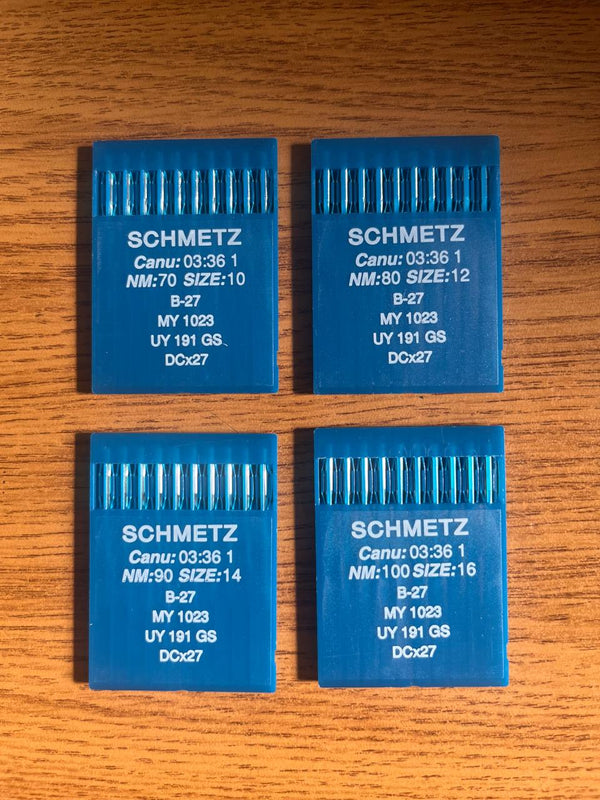 SCHMETZ
Canu: 03:36 1
NM:70 SIZE:10
B-27
MY 1023
UY 191 GS
DCx27
SCHMETZ
Canu: 03:36 1
NM:80 SIZE:12
B-27
MY 1023
UY 191 GS
DCx27
SCHMETZ
Canu: 03:36 1
NM:90 SIZE:14
B-27
MY 1023
UY 191 GS
DCx27
SCHMETZ
Canu: 03:36 1
NM:100 SIZE:16
B-27
MY 1023
UY 191 GS
DCx27